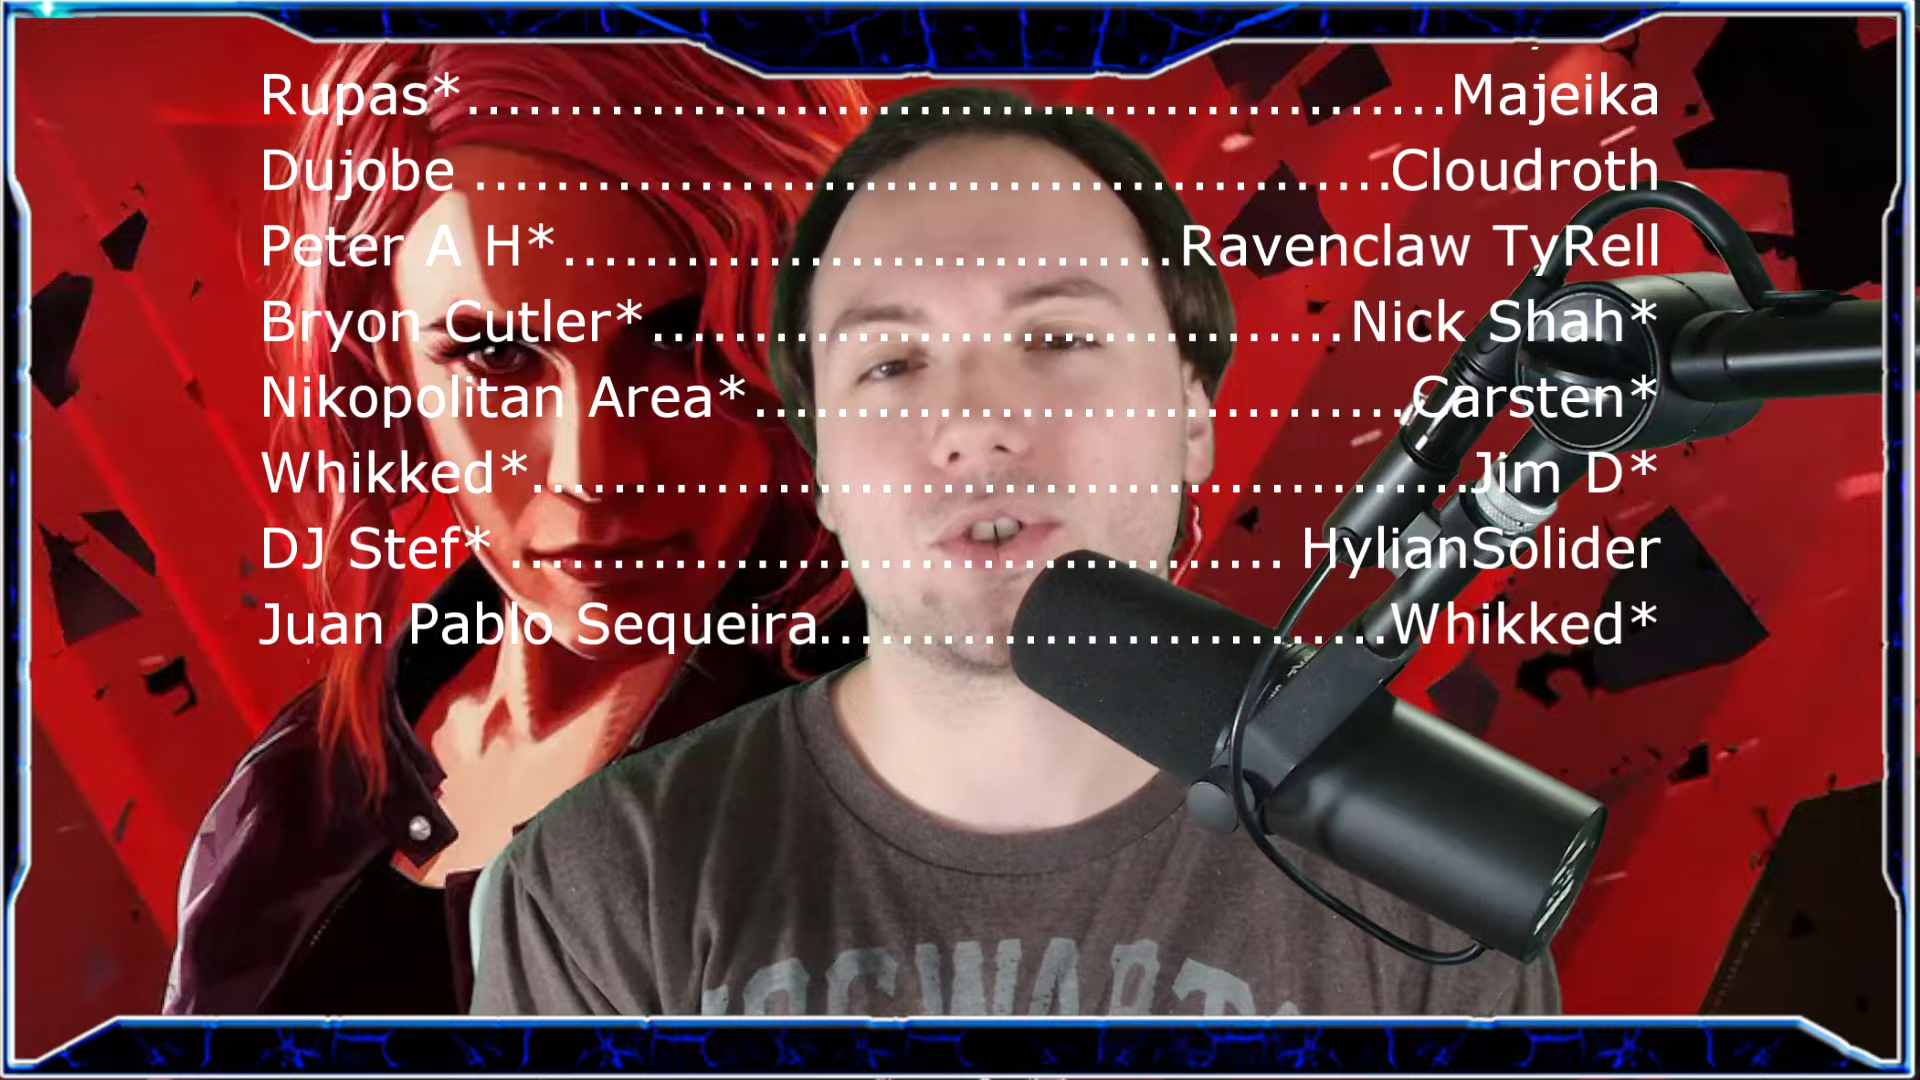 Rupas*................................................Majeika
Dujobe .............................................Cloudroth
Peter A H*..............................Ravenclaw TyRell
Bryon Cutler*..................................Nick Shah*
Nikopolitan Area*................................Carsten*
Whikked*..............................................Jim D*
DJ Stef* ...................................... HylianSolider
Juan Pablo Sequeira............................Whikked*
HOGWARTS